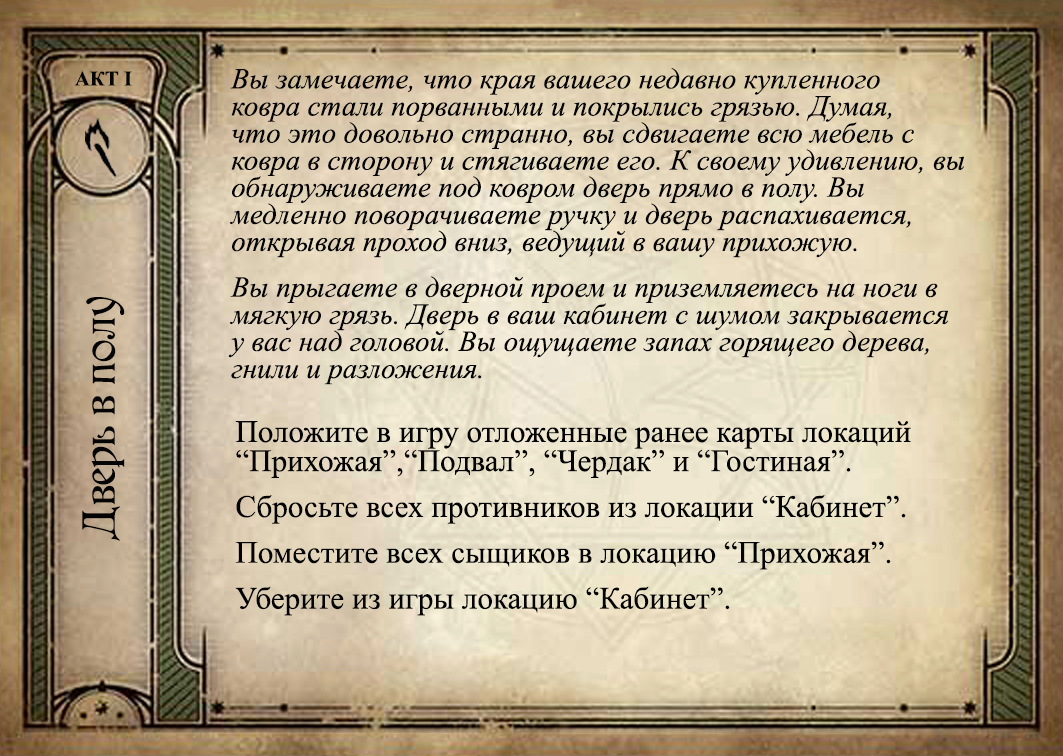 АКТ I
Дверь в полу
Вы замечаете, что края вашего недавно купленного
ковра стали порванными и покрылись грязью. Думая,
что это довольно странно, вы сдвигаете всю мебель с
ковра в сторону и стягиваете его. К своему удивлению, вы
обнаруживаете под ковром дверь прямо в полу. Вы
медленно поворачиваете ручку и дверь распахивается,
открывая проход вниз, ведущий в вашу прихожую.
Вы прыгаете в дверной проем и приземляетесь на ноги в
мягкую грязь. Дверь в ваш кабинет с шумом закрывается
у вас над головой. Вы ощущаете запах горящего дерева,
гнили и разложения.
Положите в игру отложенные ранее карты локаций
“Прихожая”,“Подвал”, “Чердак” и “Гостиная”.
Сбросьте всех противников из локации “Кабинет”.
Поместите всех сыщиков в локацию “Прихожая”.
Уберите из игры локацию “Кабинет”.